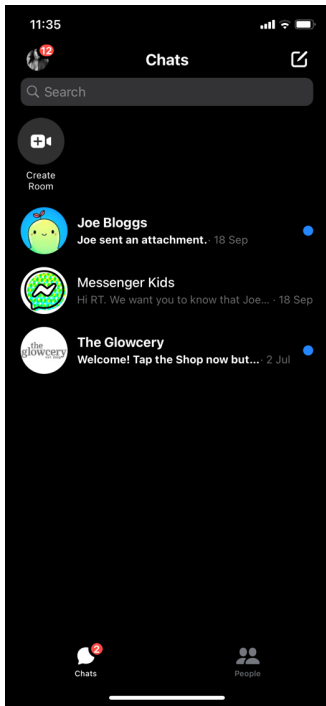 11:35
12
Chats
Search
Create
Room
Joe Bloggs
Joe sent an attachment. · 18 Sep
Messenger Kids
Hi RT. We want you to know that Joe... · 18 Sep
the
glowcery
The Glowcery
Welcome! Tap the Shop now but... · 2 Jul
2
Chats
People